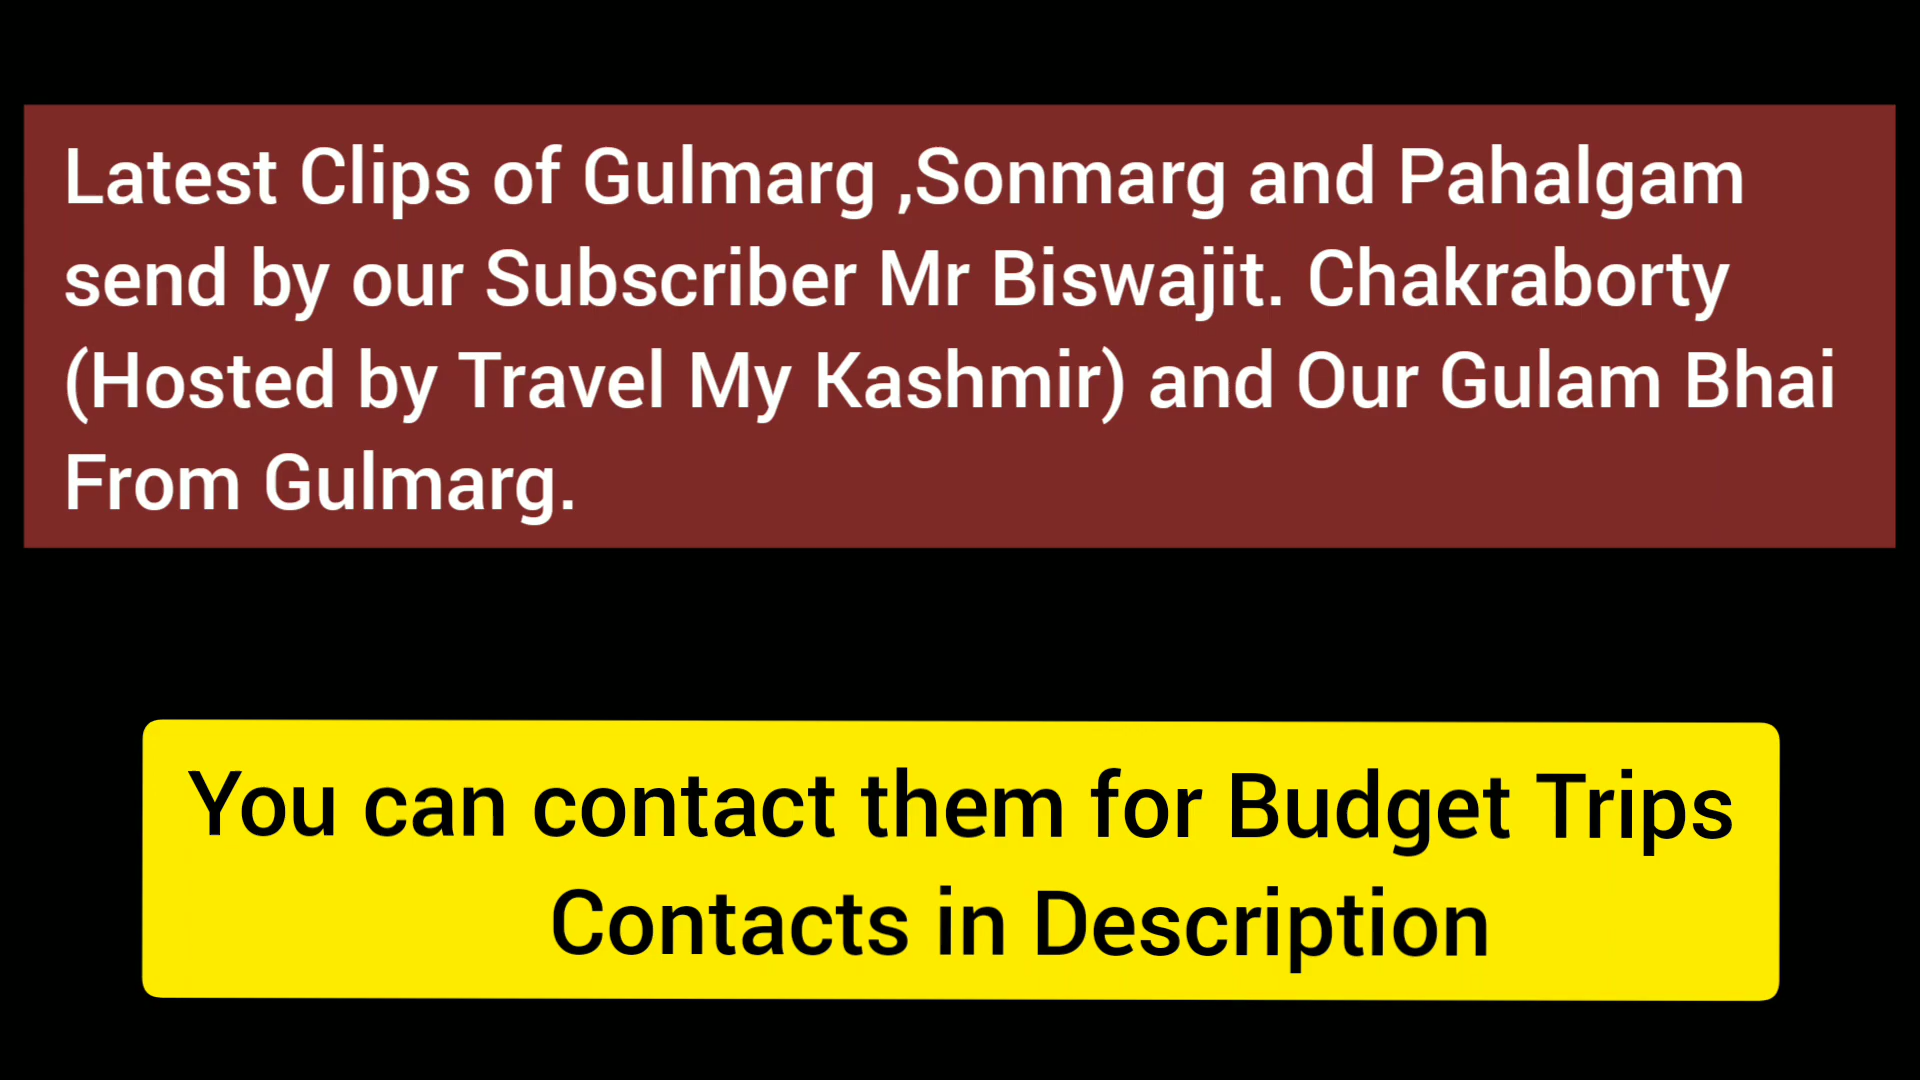 Latest Clips of Gulmarg ,Sonmarg and Pahalgam
send by our Subscriber Mr Biswajit. Chakraborty
(Hosted by Travel My Kashmir) and Our Gulam Bhai
From Gulmarg.
You can contact them for Budget Trips
Contacts in Description